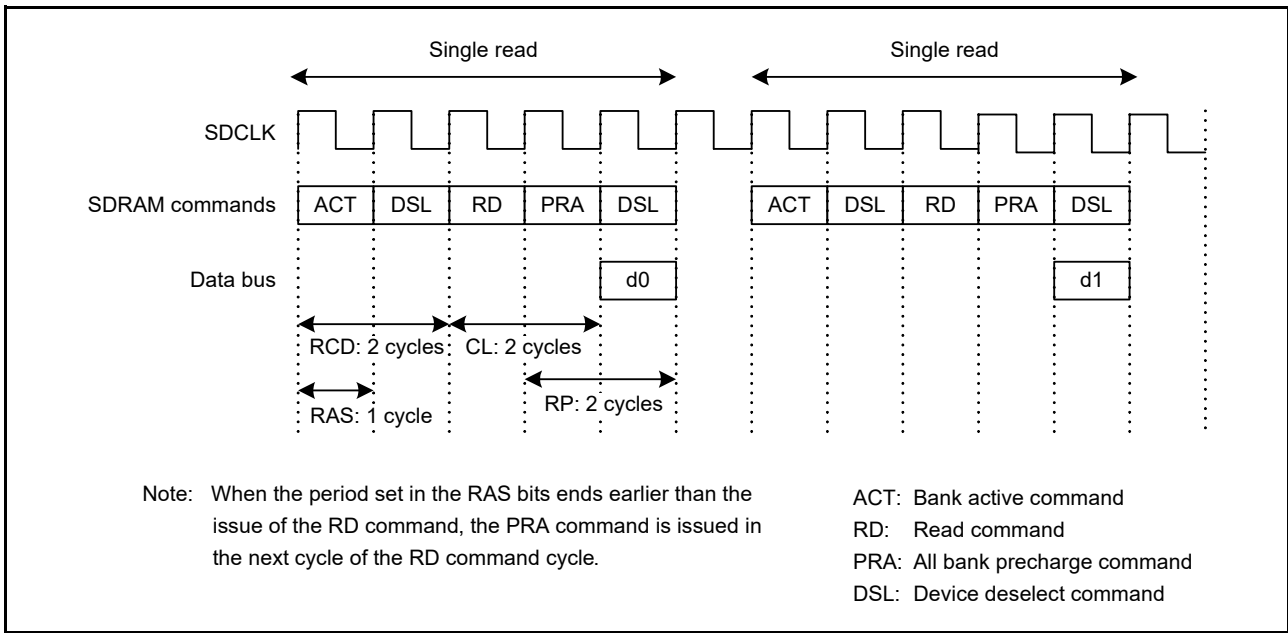 Single read Single read
SDCLK
SDRAM commands ACT DSL RD PRA DSL ACT DSL RD PRA DSL
Data bus d0 d1
RCD: 2 cycles CL: 2 cycles
RAS: 1 cycle RP: 2 cycles
Note: When the period set in the RAS bits ends earlier than the
issue of the RD command, the PRA command is issued in
the next cycle of the RD command cycle.
ACT: Bank active command
RD: Read command
PRA: All bank precharge command
DSL: Device deselect command